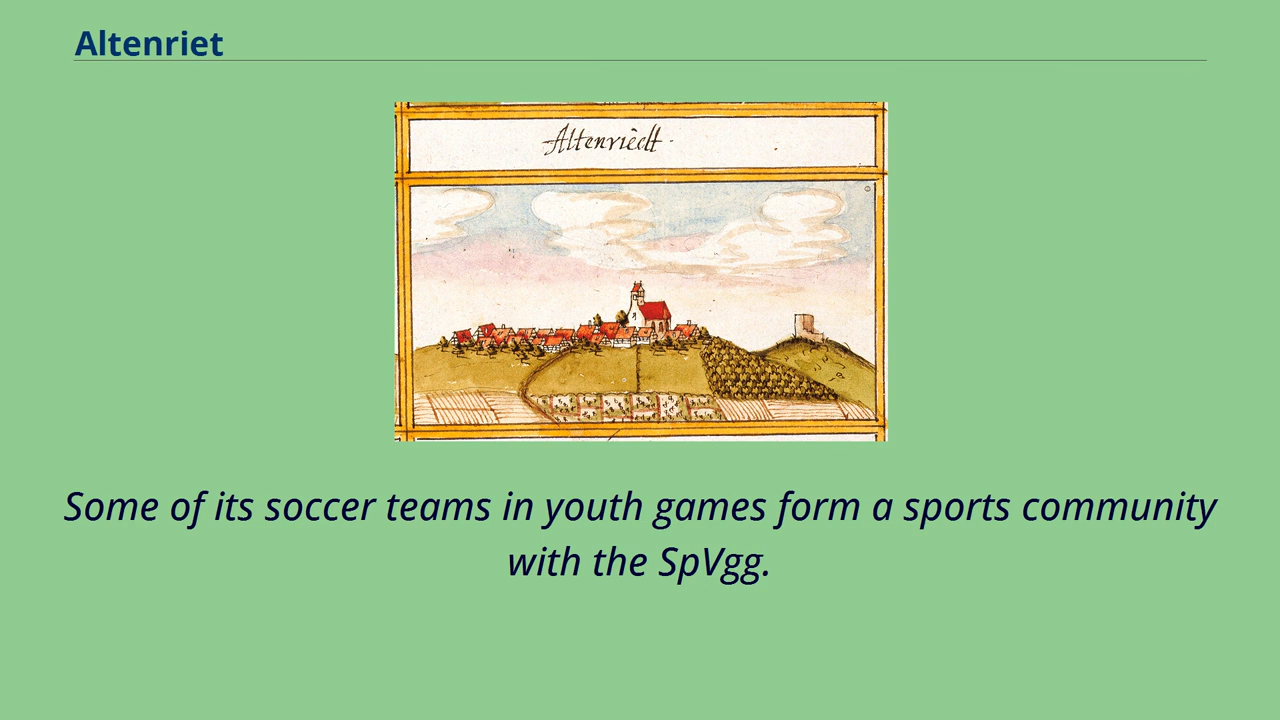 Altenriet
Altenriedt.
Some of its soccer teams in youth games form a sports community
with the SpVgg.